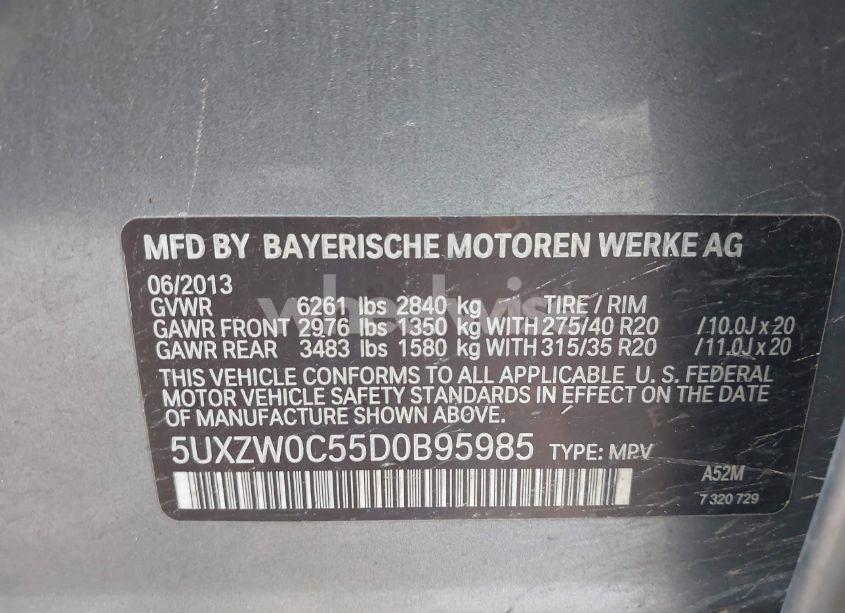 MFD BY BAYERISCHE MOTOREN WERKE AG
06/2013
GVWR 6261 lbs 2840 kg TIRE / RIM
GAWR FRONT 2976 lbs 1350 kg WITH 275/40 R20 /10.0J x 20
GAWR REAR 3483 lbs 1580 kg WITH 315/35 R20 /11.0J x 20
THIS VEHICLE CONFORMS TO ALL APPLICABLE U. S. FEDERAL
MOTOR VEHICLE SAFETY STANDARDS IN EFFECT ON THE DATE
OF MANUFACTURE SHOWN ABOVE.
5UXZW0C55D0B95985 TYPE: MPV
A52M
7 320 729